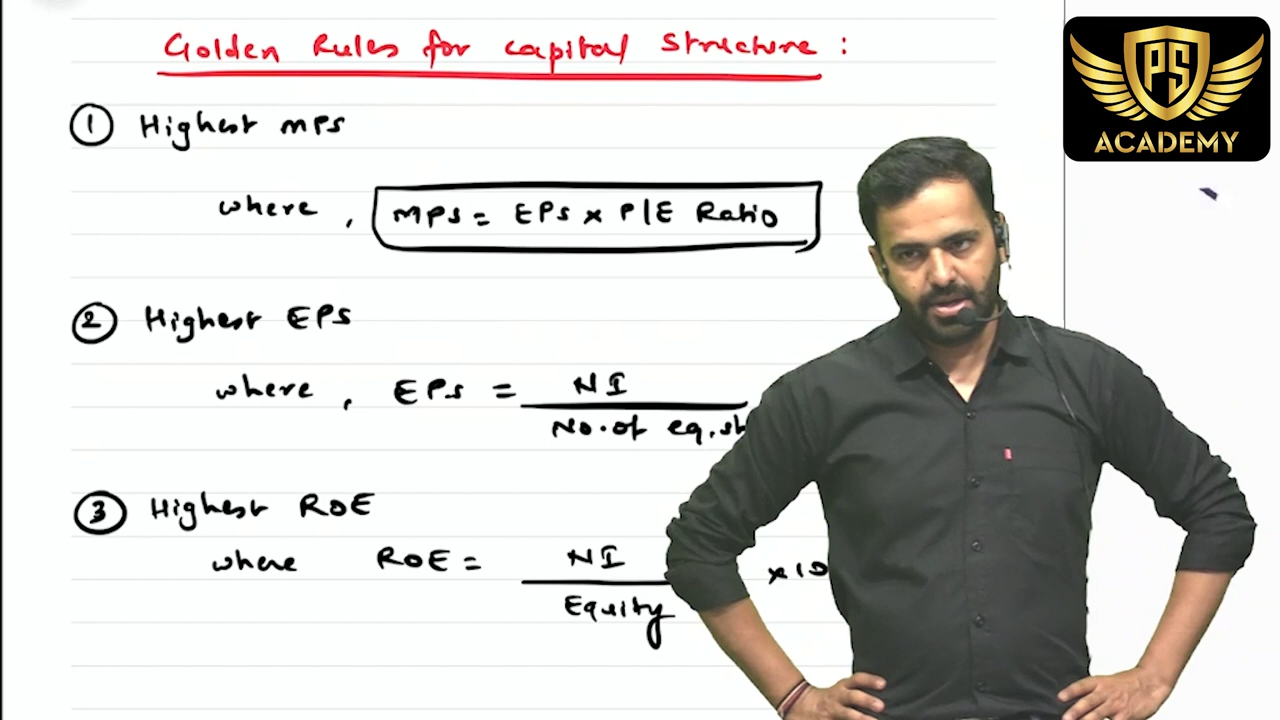 Golden Rules for capital Structure :
PS
ACADEMY
① Highest MPS
where , MPS = EPS x P/E Ratio
② Highest EPS
where , EPS = NI
No. of eq. sh
③ Highest ROE
where ROE = NI x 10
Equity